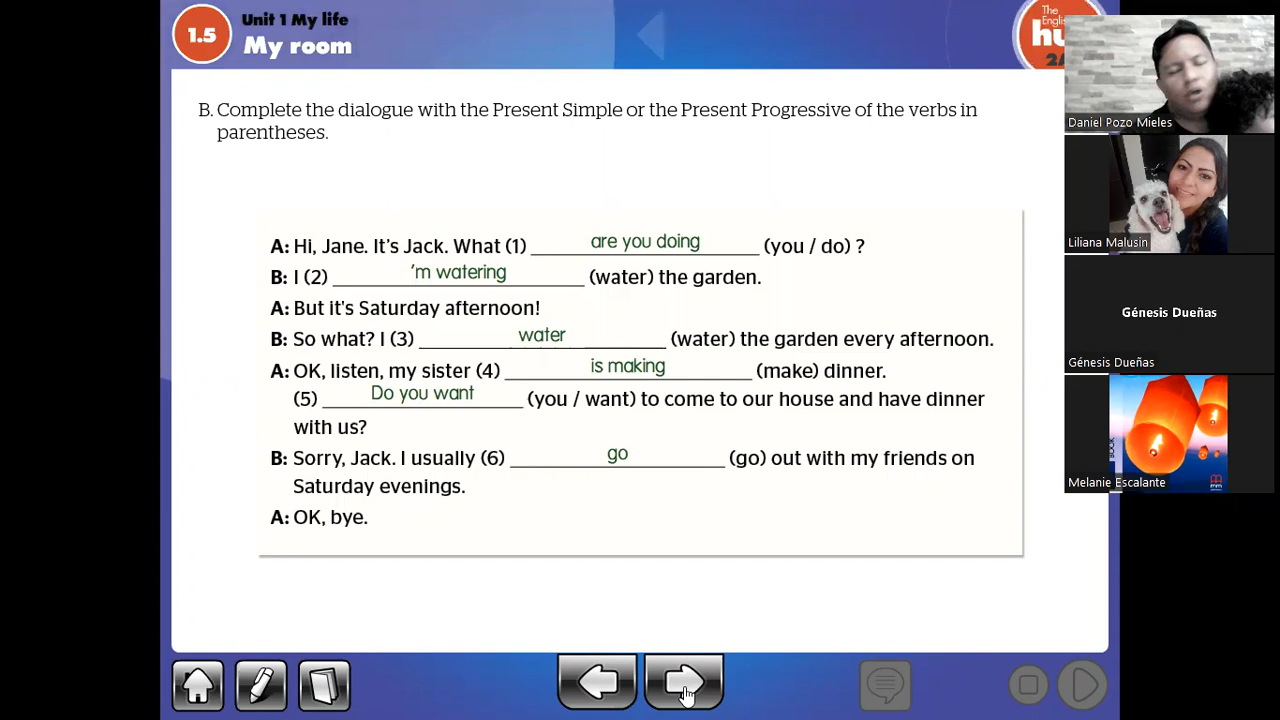 1.5
Unit 1 My life
My room
The
English
hu
2
B. Complete the dialogue with the Present Simple or the Present Progressive of the verbs in
parentheses.
A: Hi, Jane. It's Jack. What (1) are you doing (you / do) ?
B: I (2) 'm watering (water) the garden.
A: But it's Saturday afternoon!
B: So what? I (3) water (water) the garden every afternoon.
A: OK, listen, my sister (4) is making (make) dinner.
(5) Do you want (you / want) to come to our house and have dinner
with us?
B: Sorry, Jack. I usually (6) go (go) out with my friends on
Saturday evenings.
A: OK, bye.
Daniel Pozo Mieles
Liliana Malusin
Génesis Dueñas
Génesis Dueñas
Melanie Escalante